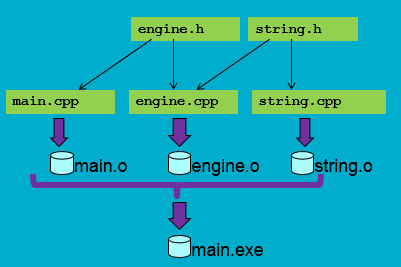 engine.h string.h
main.cpp engine.cpp string.cpp
main.o engine.o string.o
main.exe